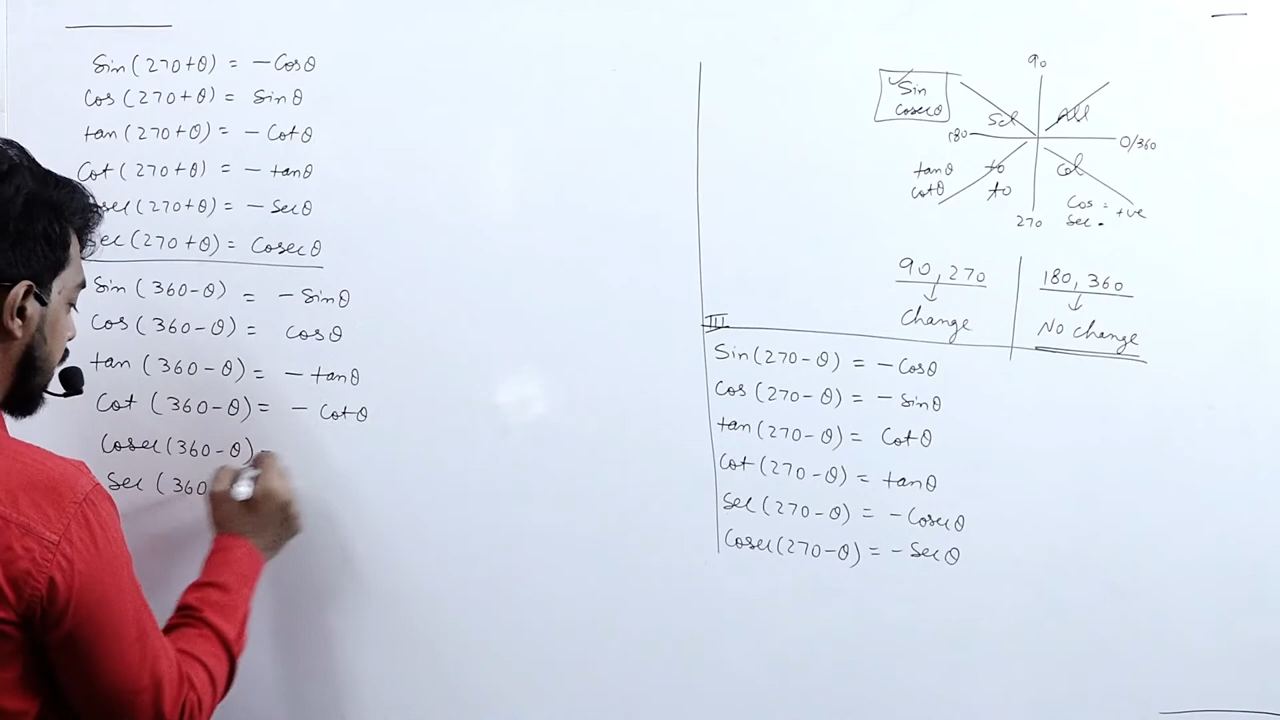 Sin(270+θ) = -Cosθ
Cos(270+θ) = Sinθ
tan(270+θ) = -Cotθ
Cot(270+θ) = -tanθ
(270+θ) = -Secθ
Sec(270+θ) = Cosecθ
Sin(360-θ) = -Sinθ
Cos(360-θ) = Cosθ
tan(360-θ) = -tanθ
Cot(360-θ) = -Cotθ
Cosec(360-θ) =
Sec(360
90
Sin
Cosecθ
All
180
0/360
tanθ
cotθ
Cos = +ve
Sec
270
90, 270
180, 360
Change
No change
III
Sin(270-θ) = -Cosθ
Cos(270-θ) = -Sinθ
tan(270-θ) = Cotθ
Cot(270-θ) = tanθ
Sec(270-θ) = -Cosecθ
Cosec(270-θ) = -Secθ